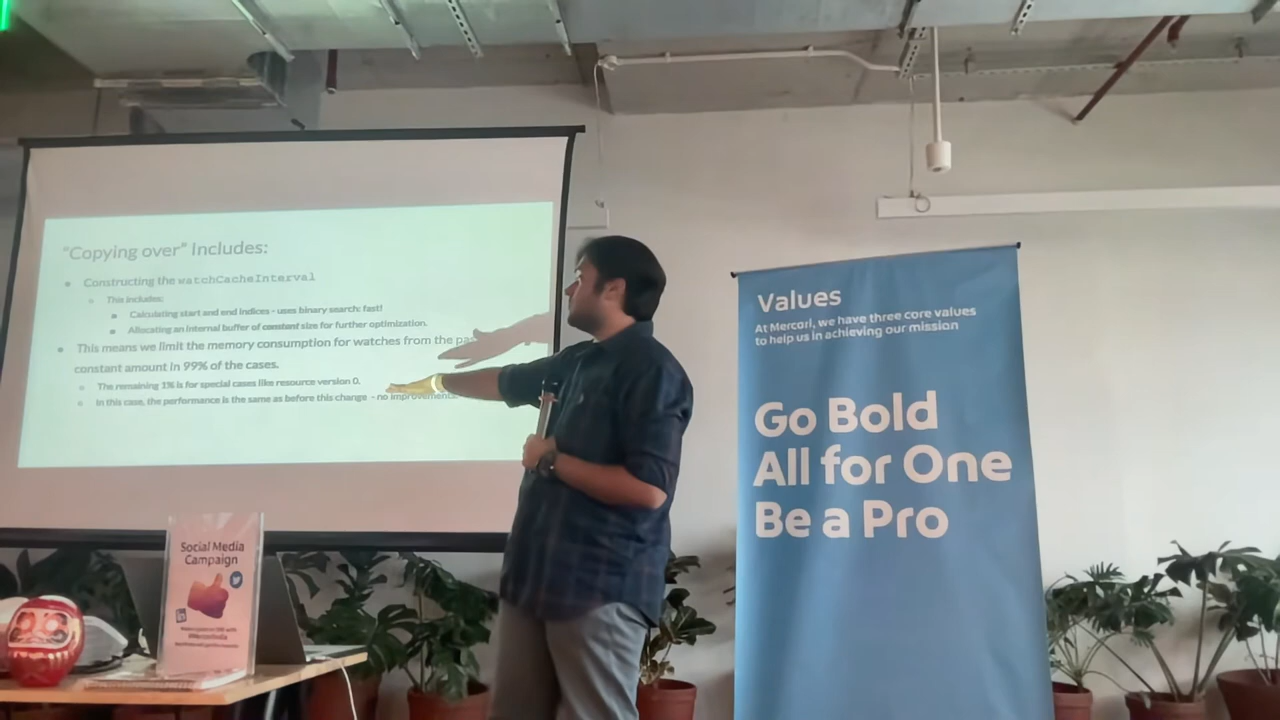 “Copying over” Includes:
Constructing the watchCacheInterval
This includes:
Calculating start and end indices - uses binary search: fast!
Allocating an internal buffer of constant size for further optimization.
This means we limit the memory consumption for watches from the
constant amount in 99% of the cases.
The remaining 1% is for special cases like resource version 0.
In this case, the performance is the same as before this change - no improvements.
Values
At Mercari, we have three core values
to help us in achieving our mission
Go Bold
All for One
Be a Pro
Social Media
Campaign